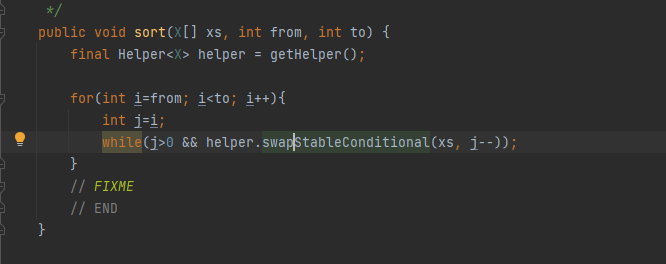 */
public void sort(X[] xs, int from, int to) {
final Helper<X> helper = getHelper();
for(int i=from; i<to; i++){
int j=i;
while(j>0 && helper.swapStableConditional(xs, j--));
}
// FIXME
// END
}